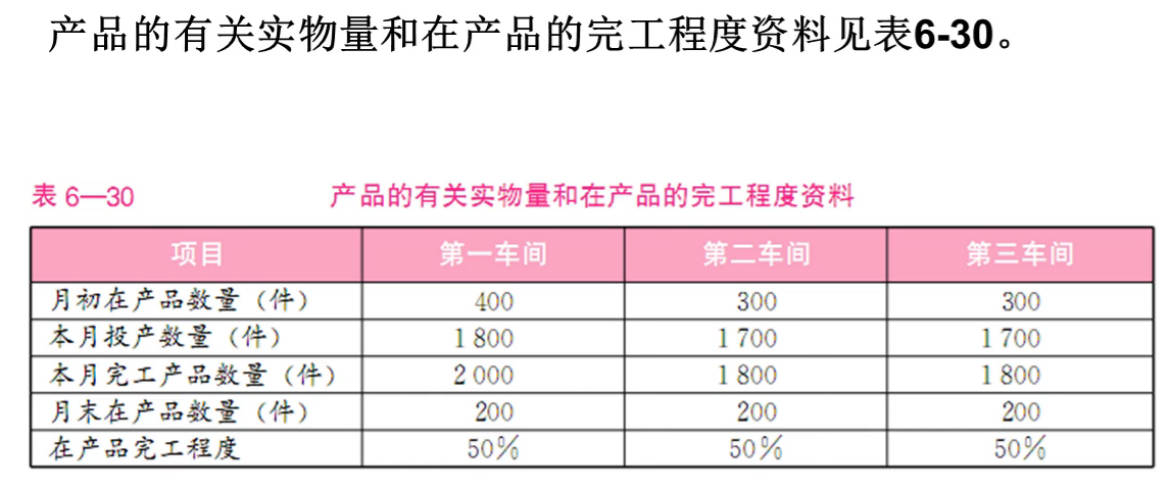 产品的有关实物量和在产品的完工程度资料见表6-30。
表 6—30 产品的有关实物量和在产品的完工程度资料
项目 第一车间 第二车间 第三车间
月初在产品数量（件） 400 300 300
本月投产数量（件） 1 800 1 700 1 700
本月完工产品数量（件） 2 000 1 800 1 800
月末在产品数量（件） 200 200 200
在产品完工程度 50% 50% 50%